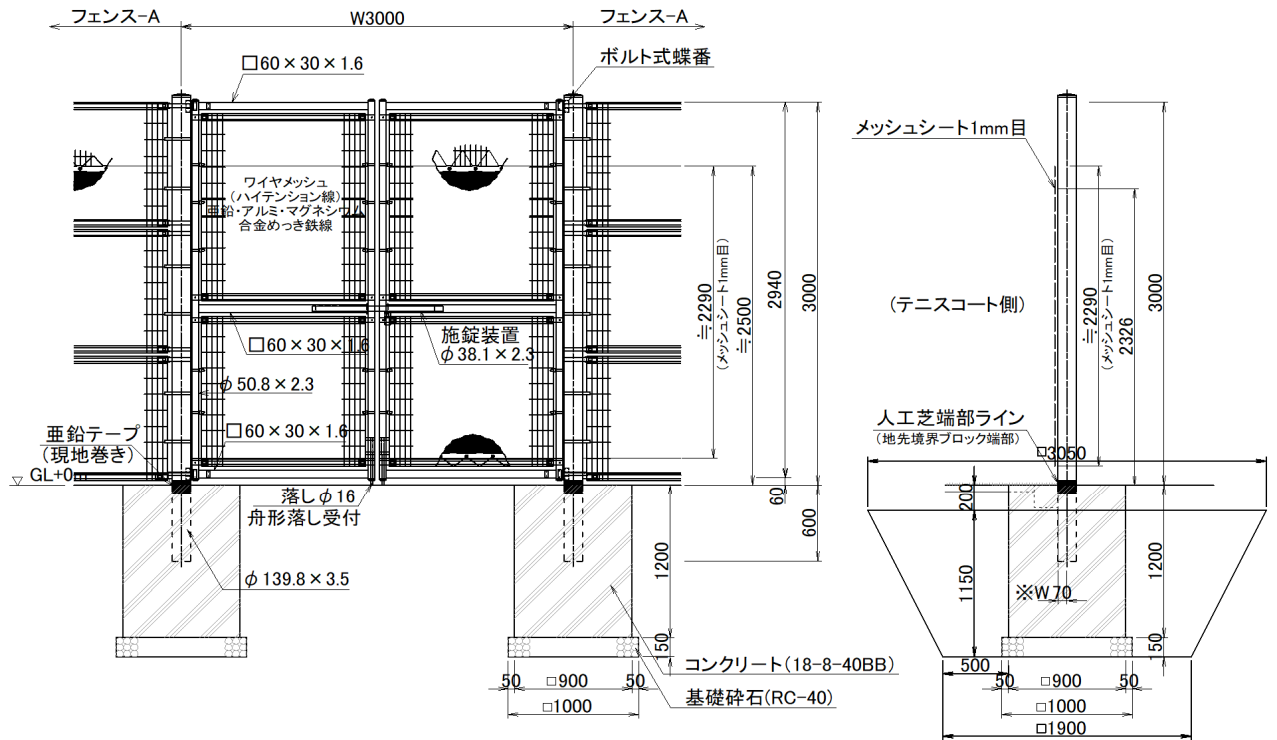 フェンス-A
W3000
フェンス-A
□60×30×1.6
ボルト式蝶番
ワイヤメッシュ
(ハイテンション線)
亜鉛・アルミ・マグネシウム
合金めっき鉄線
□60×30×1.6
施錠装置
φ38.1×2.3
φ50.8×2.3
□60×30×1.6
亜鉛テープ
(現地巻き)
GL+0
落しφ16
舟形落し受付
φ139.8×3.5
≒2290
(メッシュシート1mm目)
≒2500
2940
3000
60
600
1200
50
コンクリート(18-8-40BB)
基礎砕石(RC-40)
50
□900
50
□1000
メッシュシート1mm目
(テニスコート側)
≒2290
(メッシュシート1mm目)
2326
3000
人工芝端部ライン
(地先境界ブロック端部)
□3050
200
1150
※W70
1200
50
500
50
□900
50
□1000
□1900